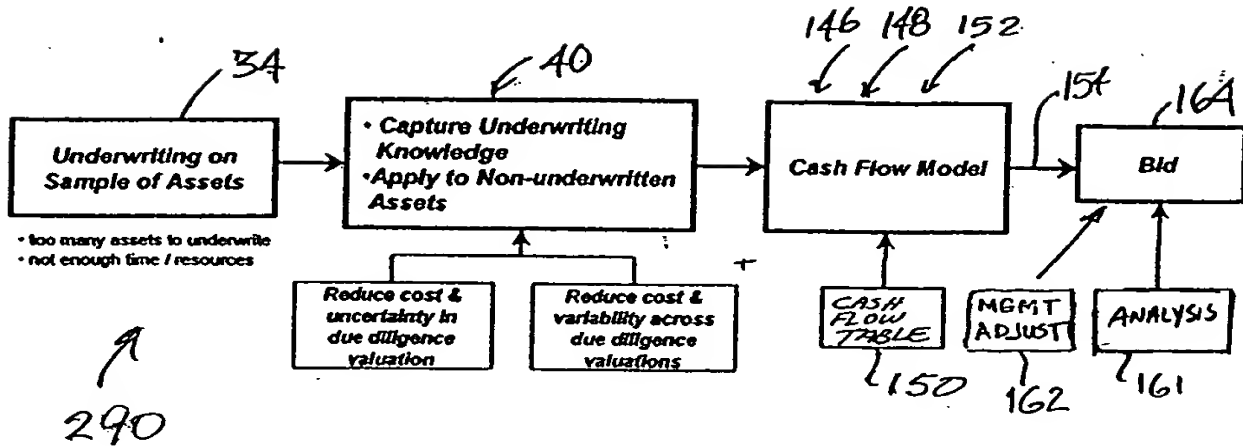 146 148 152
34
40
154
164
Underwriting on
Sample of Assets
• too many assets to underwrite
• not enough time / resources
• Capture Underwriting
Knowledge
• Apply to Non-underwritten
Assets
Cash Flow Model
Bid
Reduce cost &
uncertainty in
due diligence
valuation
Reduce cost &
variability across
due diligence
valuations
CASH
FLOW
TABLE
MGMT
ADJUST
ANALYSIS
150
162
161
290